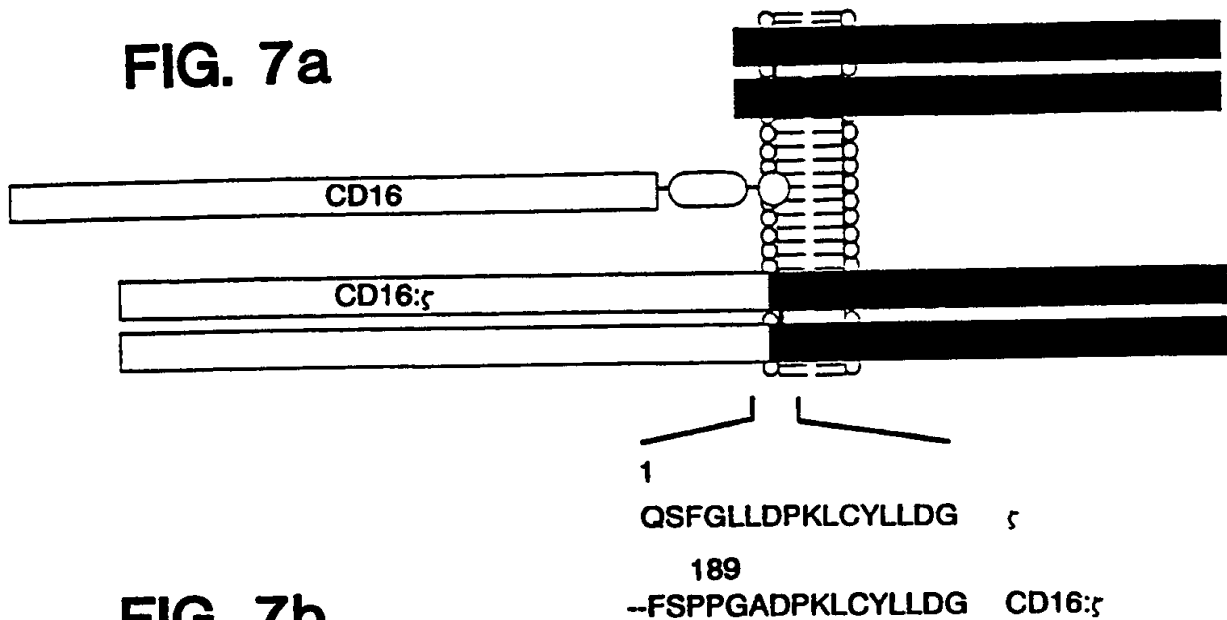 FIG. 7a
CD16
CD16:ζ
1
QSFGLLDPKLCYLLDG ζ
189
--FSPPGADPKLCYLLDG CD16:ζ
FIG. 7b